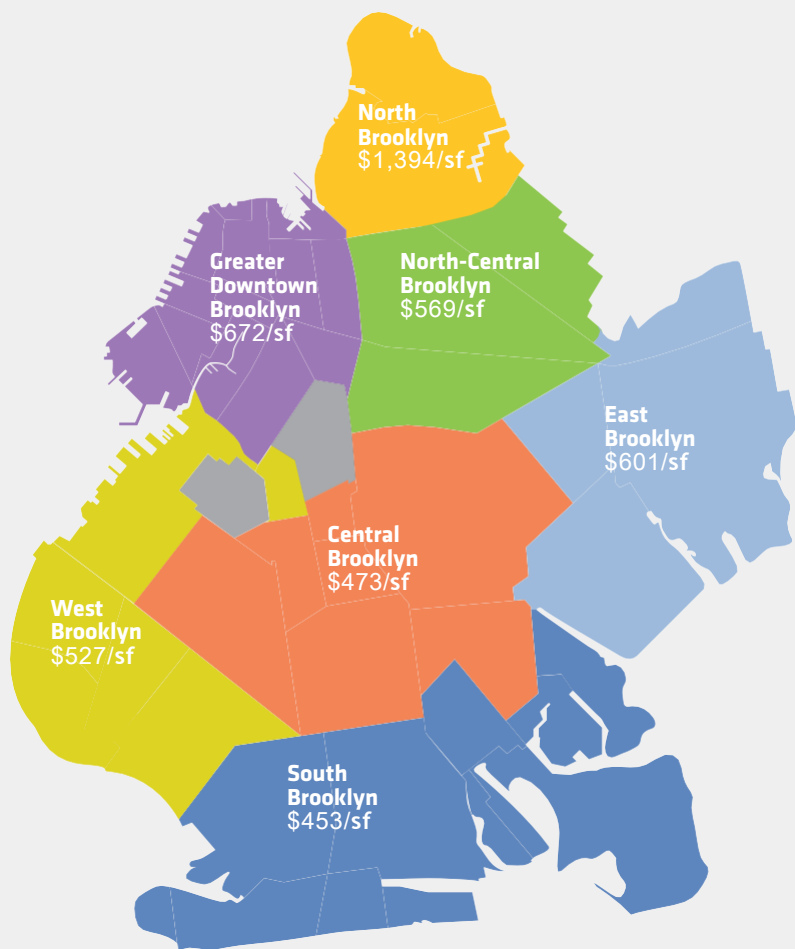 North
Brooklyn
$1,394/sf
Greater
Downtown
Brooklyn
$672/sf
North-Central
Brooklyn
$569/sf
East
Brooklyn
$601/sf
Central
Brooklyn
$473/sf
West
Brooklyn
$527/sf
South
Brooklyn
$453/sf